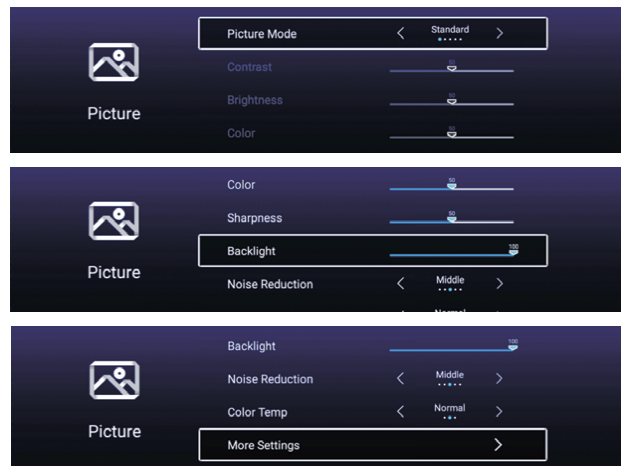 Picture
Picture Mode
Standard
Contrast
50
Brightness
50
Color
50
Picture
Color
50
Sharpness
50
Backlight
100
Noise Reduction
Middle
Normal
Picture
Backlight
100
Noise Reduction
Middle
Color Temp
Normal
More Settings